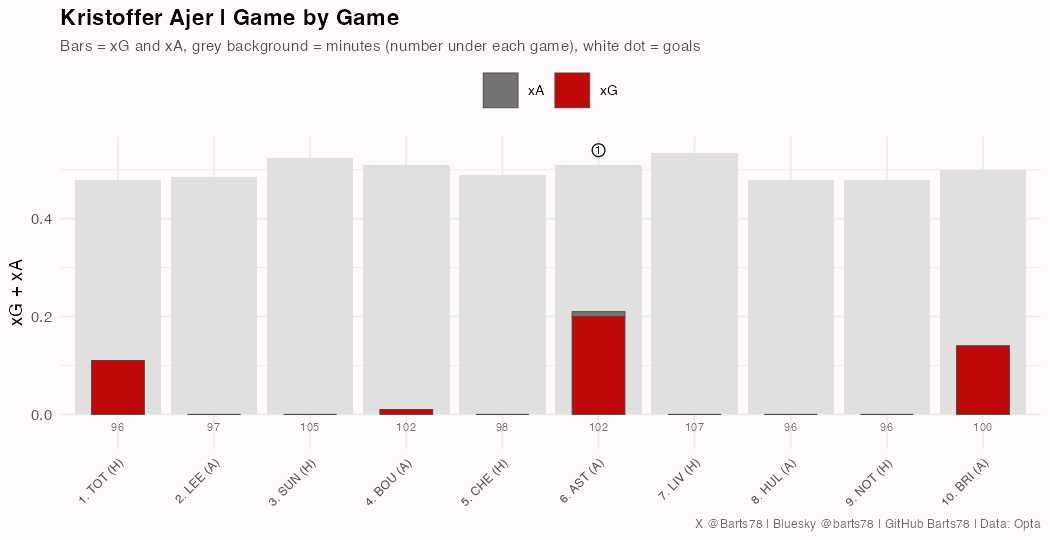 Kristoffer Ajer | Game by Game
Bars = xG and xA, grey background = minutes (number under each game), white dot = goals
xA xG
1
0.4
0.2
0.0
xG + xA
96 97 105 102 98 102 107 96 96 100
1. TOT (H) 2. LEE (A) 3. SUN (H) 4. BOU (A) 5. CHE (H) 6. AST (A) 7. LIV (H) 8. HUL (A) 9. NOT (H) 10. BRI (A)
X @Barts78 | Bluesky @barts78 | GitHub Barts78 | Data: Opta